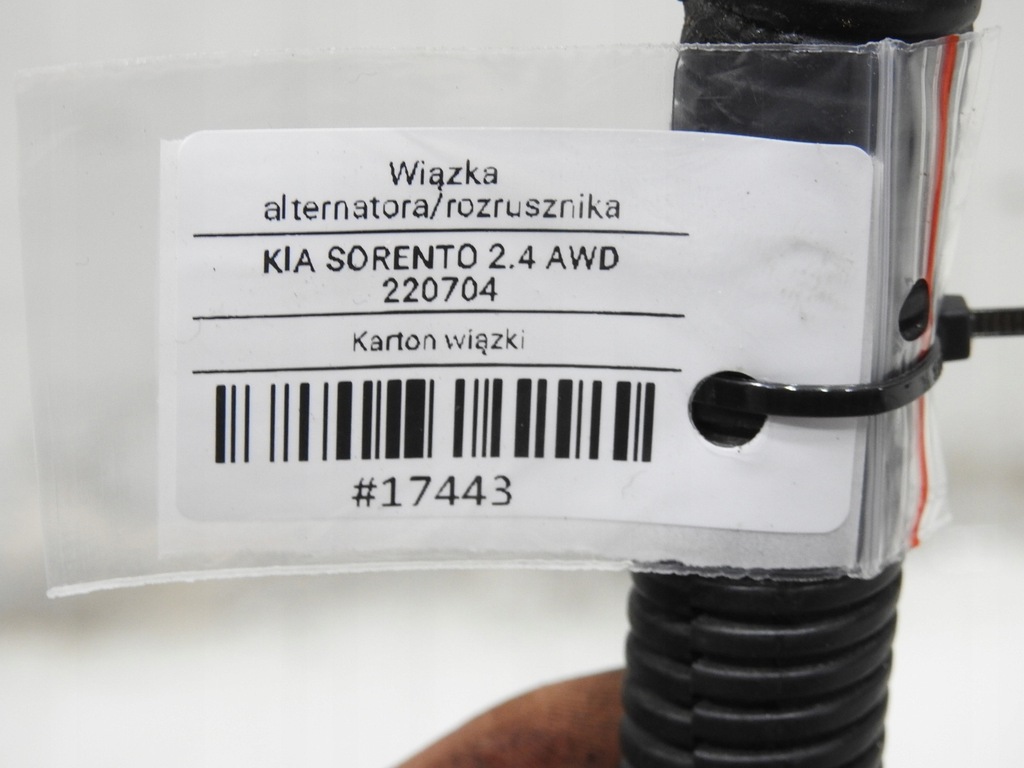 Wiązka
alternatora/rozrusznika
KIA SORENTO 2.4 AWD
220704
Karton wiązki
#17443